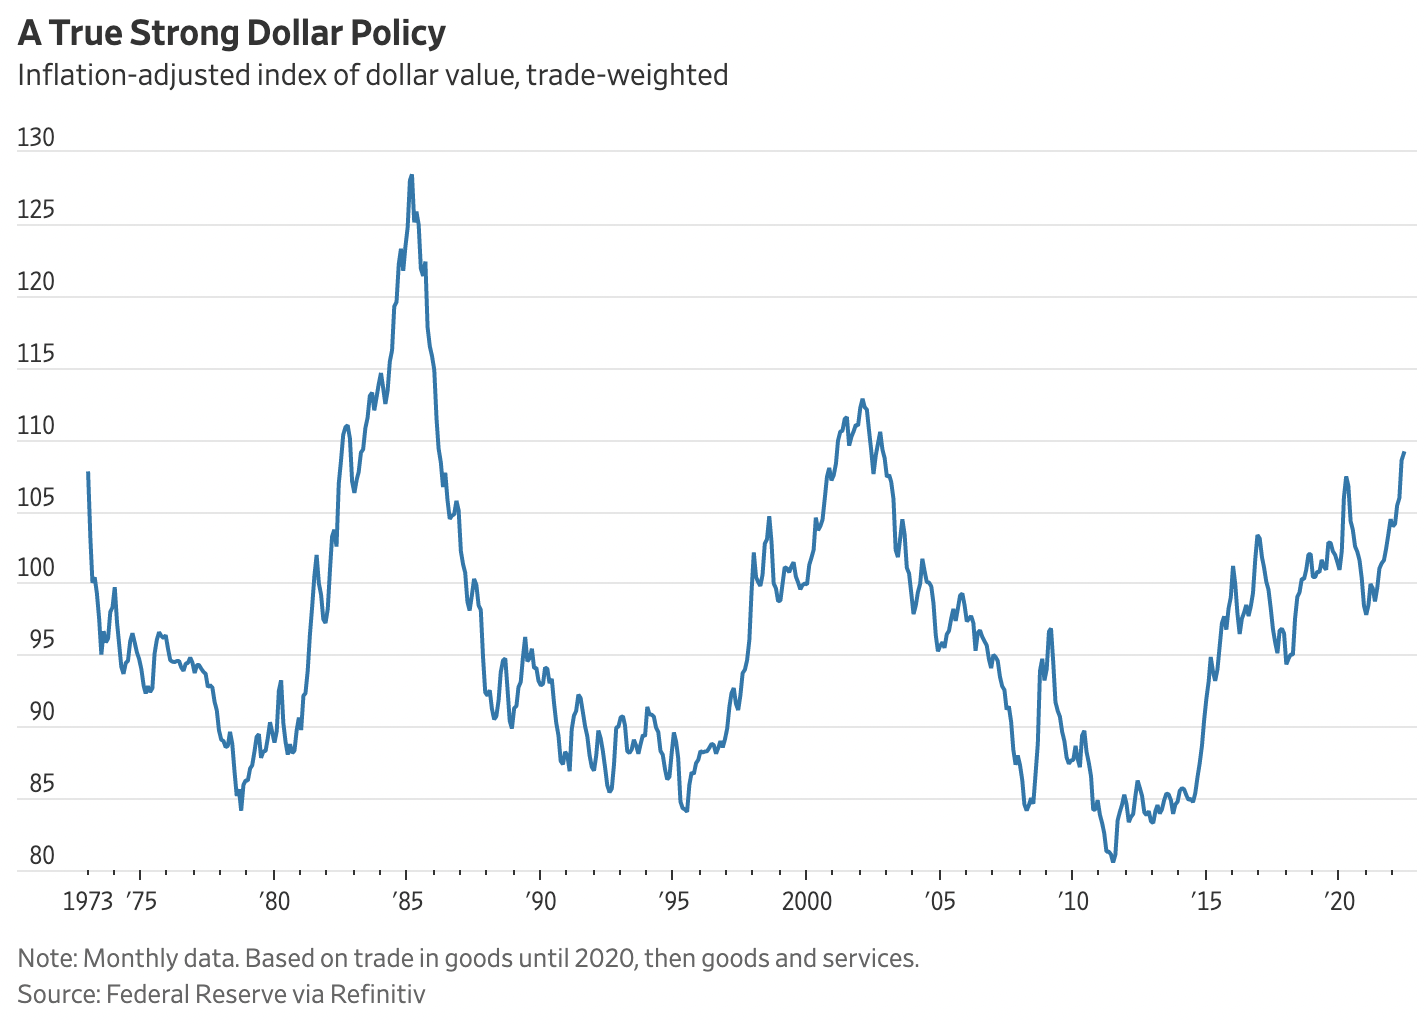 A True Strong Dollar Policy
Inflation-adjusted index of dollar value, trade-weighted
130
125
120
115
110
105
100
95
90
85
80
1973 ’75 ’80 ’85 ’90 ’95 2000 ’05 ’10 ’15 ’20
Note: Monthly data. Based on trade in goods until 2020, then goods and services.
Source: Federal Reserve via Refinitiv